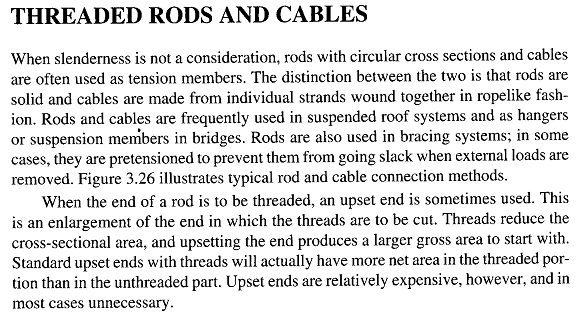 THREADED RODS AND CABLES
When slenderness is not a consideration, rods with circular cross sections and cables
are often used as tension members. The distinction between the two is that rods are
solid and cables are made from individual strands wound together in ropelike fash-
ion. Rods and cables are frequently used in suspended roof systems and as hangers
or suspension members in bridges. Rods are also used in bracing systems; in some
cases, they are pretensioned to prevent them from going slack when external loads are
removed. Figure 3.26 illustrates typical rod and cable connection methods.
When the end of a rod is to be threaded, an upset end is sometimes used. This
is an enlargement of the end in which the threads are to be cut. Threads reduce the
cross-sectional area, and upsetting the end produces a larger gross area to start with.
Standard upset ends with threads will actually have more net area in the threaded por-
tion than in the unthreaded part. Upset ends are relatively expensive, however, and in
most cases unnecessary.